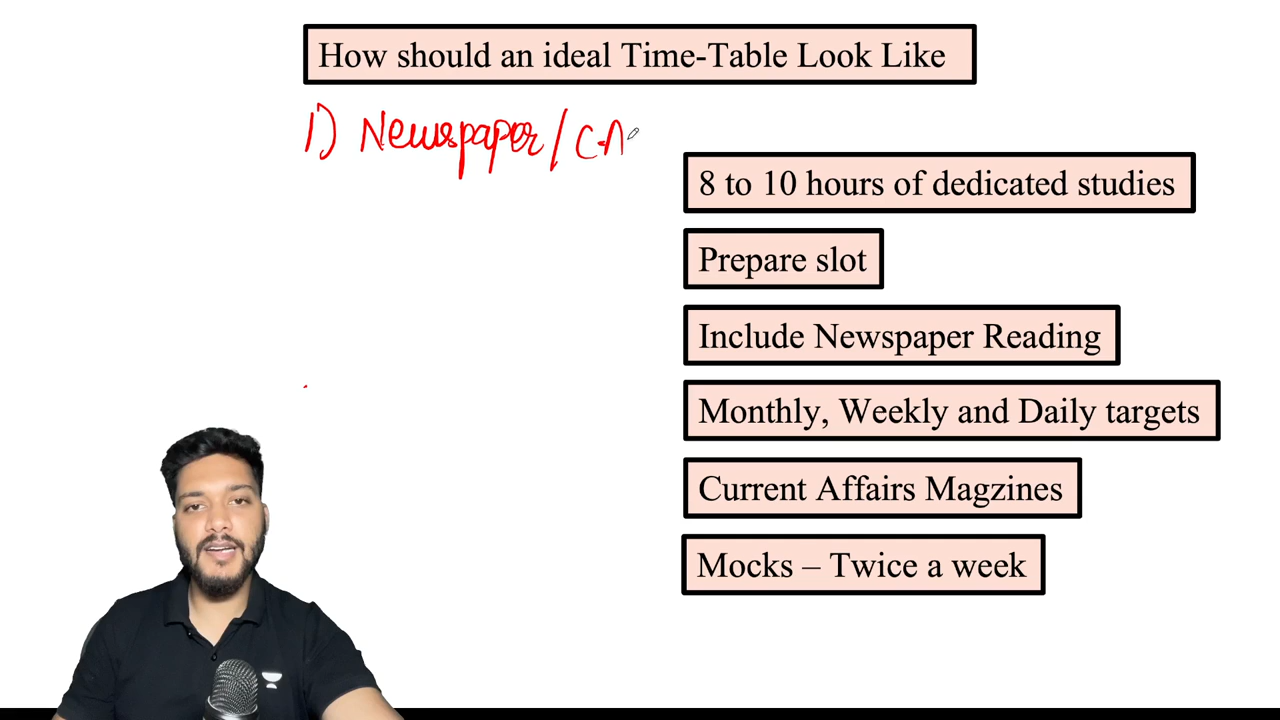 How should an ideal Time-Table Look Like
1) Newspaper / C.A
8 to 10 hours of dedicated studies
Prepare slot
Include Newspaper Reading
Monthly, Weekly and Daily targets
Current Affairs Magzines
Mocks – Twice a week